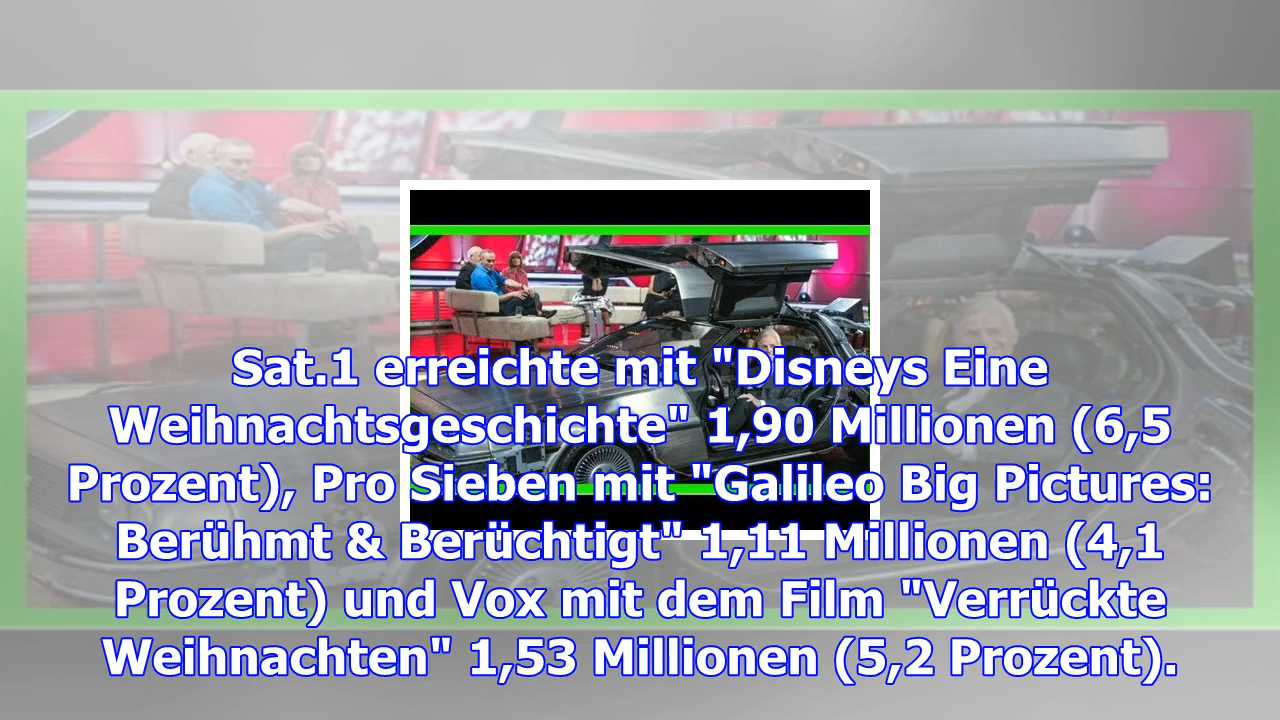 Sat.1 erreichte mit "Disneys Eine
Weihnachtsgeschichte" 1,90 Millionen (6,5
Prozent), Pro Sieben mit "Galileo Big Pictures:
Berühmt & Berüchtigt" 1,11 Millionen (4,1
Prozent) und Vox mit dem Film "Verrückte
Weihnachten" 1,53 Millionen (5,2 Prozent).